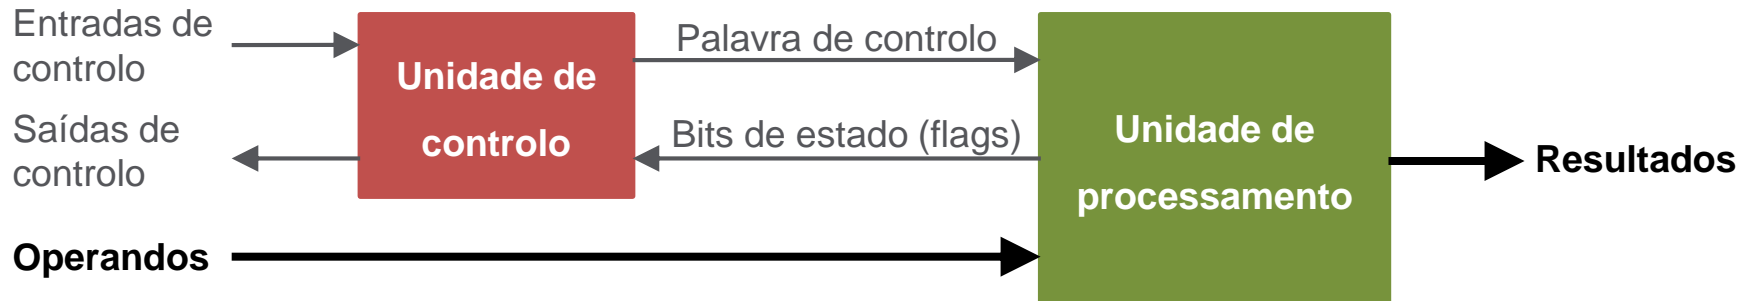 Entradas de
controlo
Unidade de
controlo
Palavra de controlo
Saídas de
controlo
Bits de estado (flags)
Unidade de
processamento
Resultados
Operandos